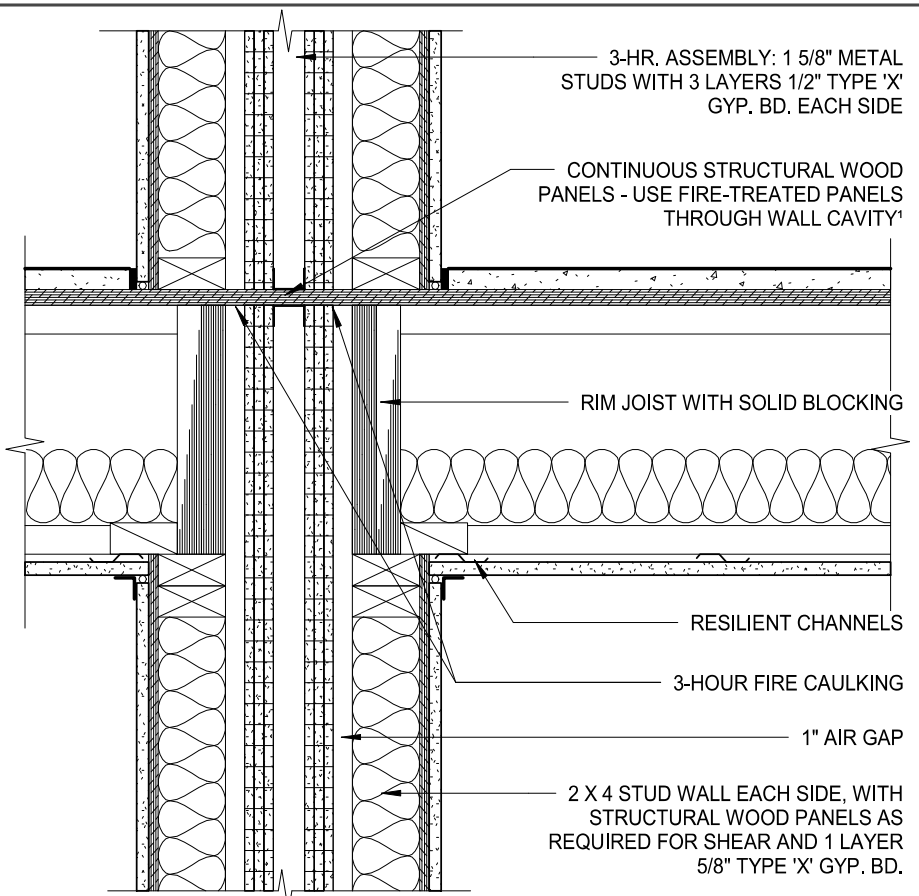 3-HR. ASSEMBLY: 1 5/8" METAL
STUDS WITH 3 LAYERS 1/2" TYPE 'X'
GYP. BD. EACH SIDE
CONTINUOUS STRUCTURAL WOOD
PANELS - USE FIRE-TREATED PANELS
THROUGH WALL CAVITY¹
RIM JOIST WITH SOLID BLOCKING
RESILIENT CHANNELS
3-HOUR FIRE CAULKING
1" AIR GAP
2 X 4 STUD WALL EACH SIDE, WITH
STRUCTURAL WOOD PANELS AS
REQUIRED FOR SHEAR AND 1 LAYER
5/8" TYPE 'X' GYP. BD.